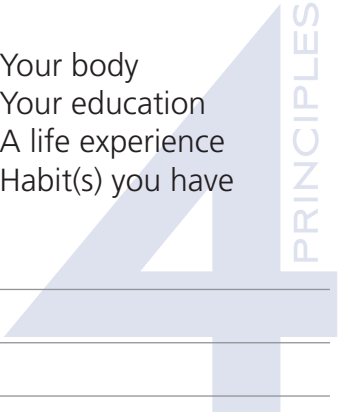 Your body
Your education
A life experience
Habit(s) you have
4
PRINCIPLES